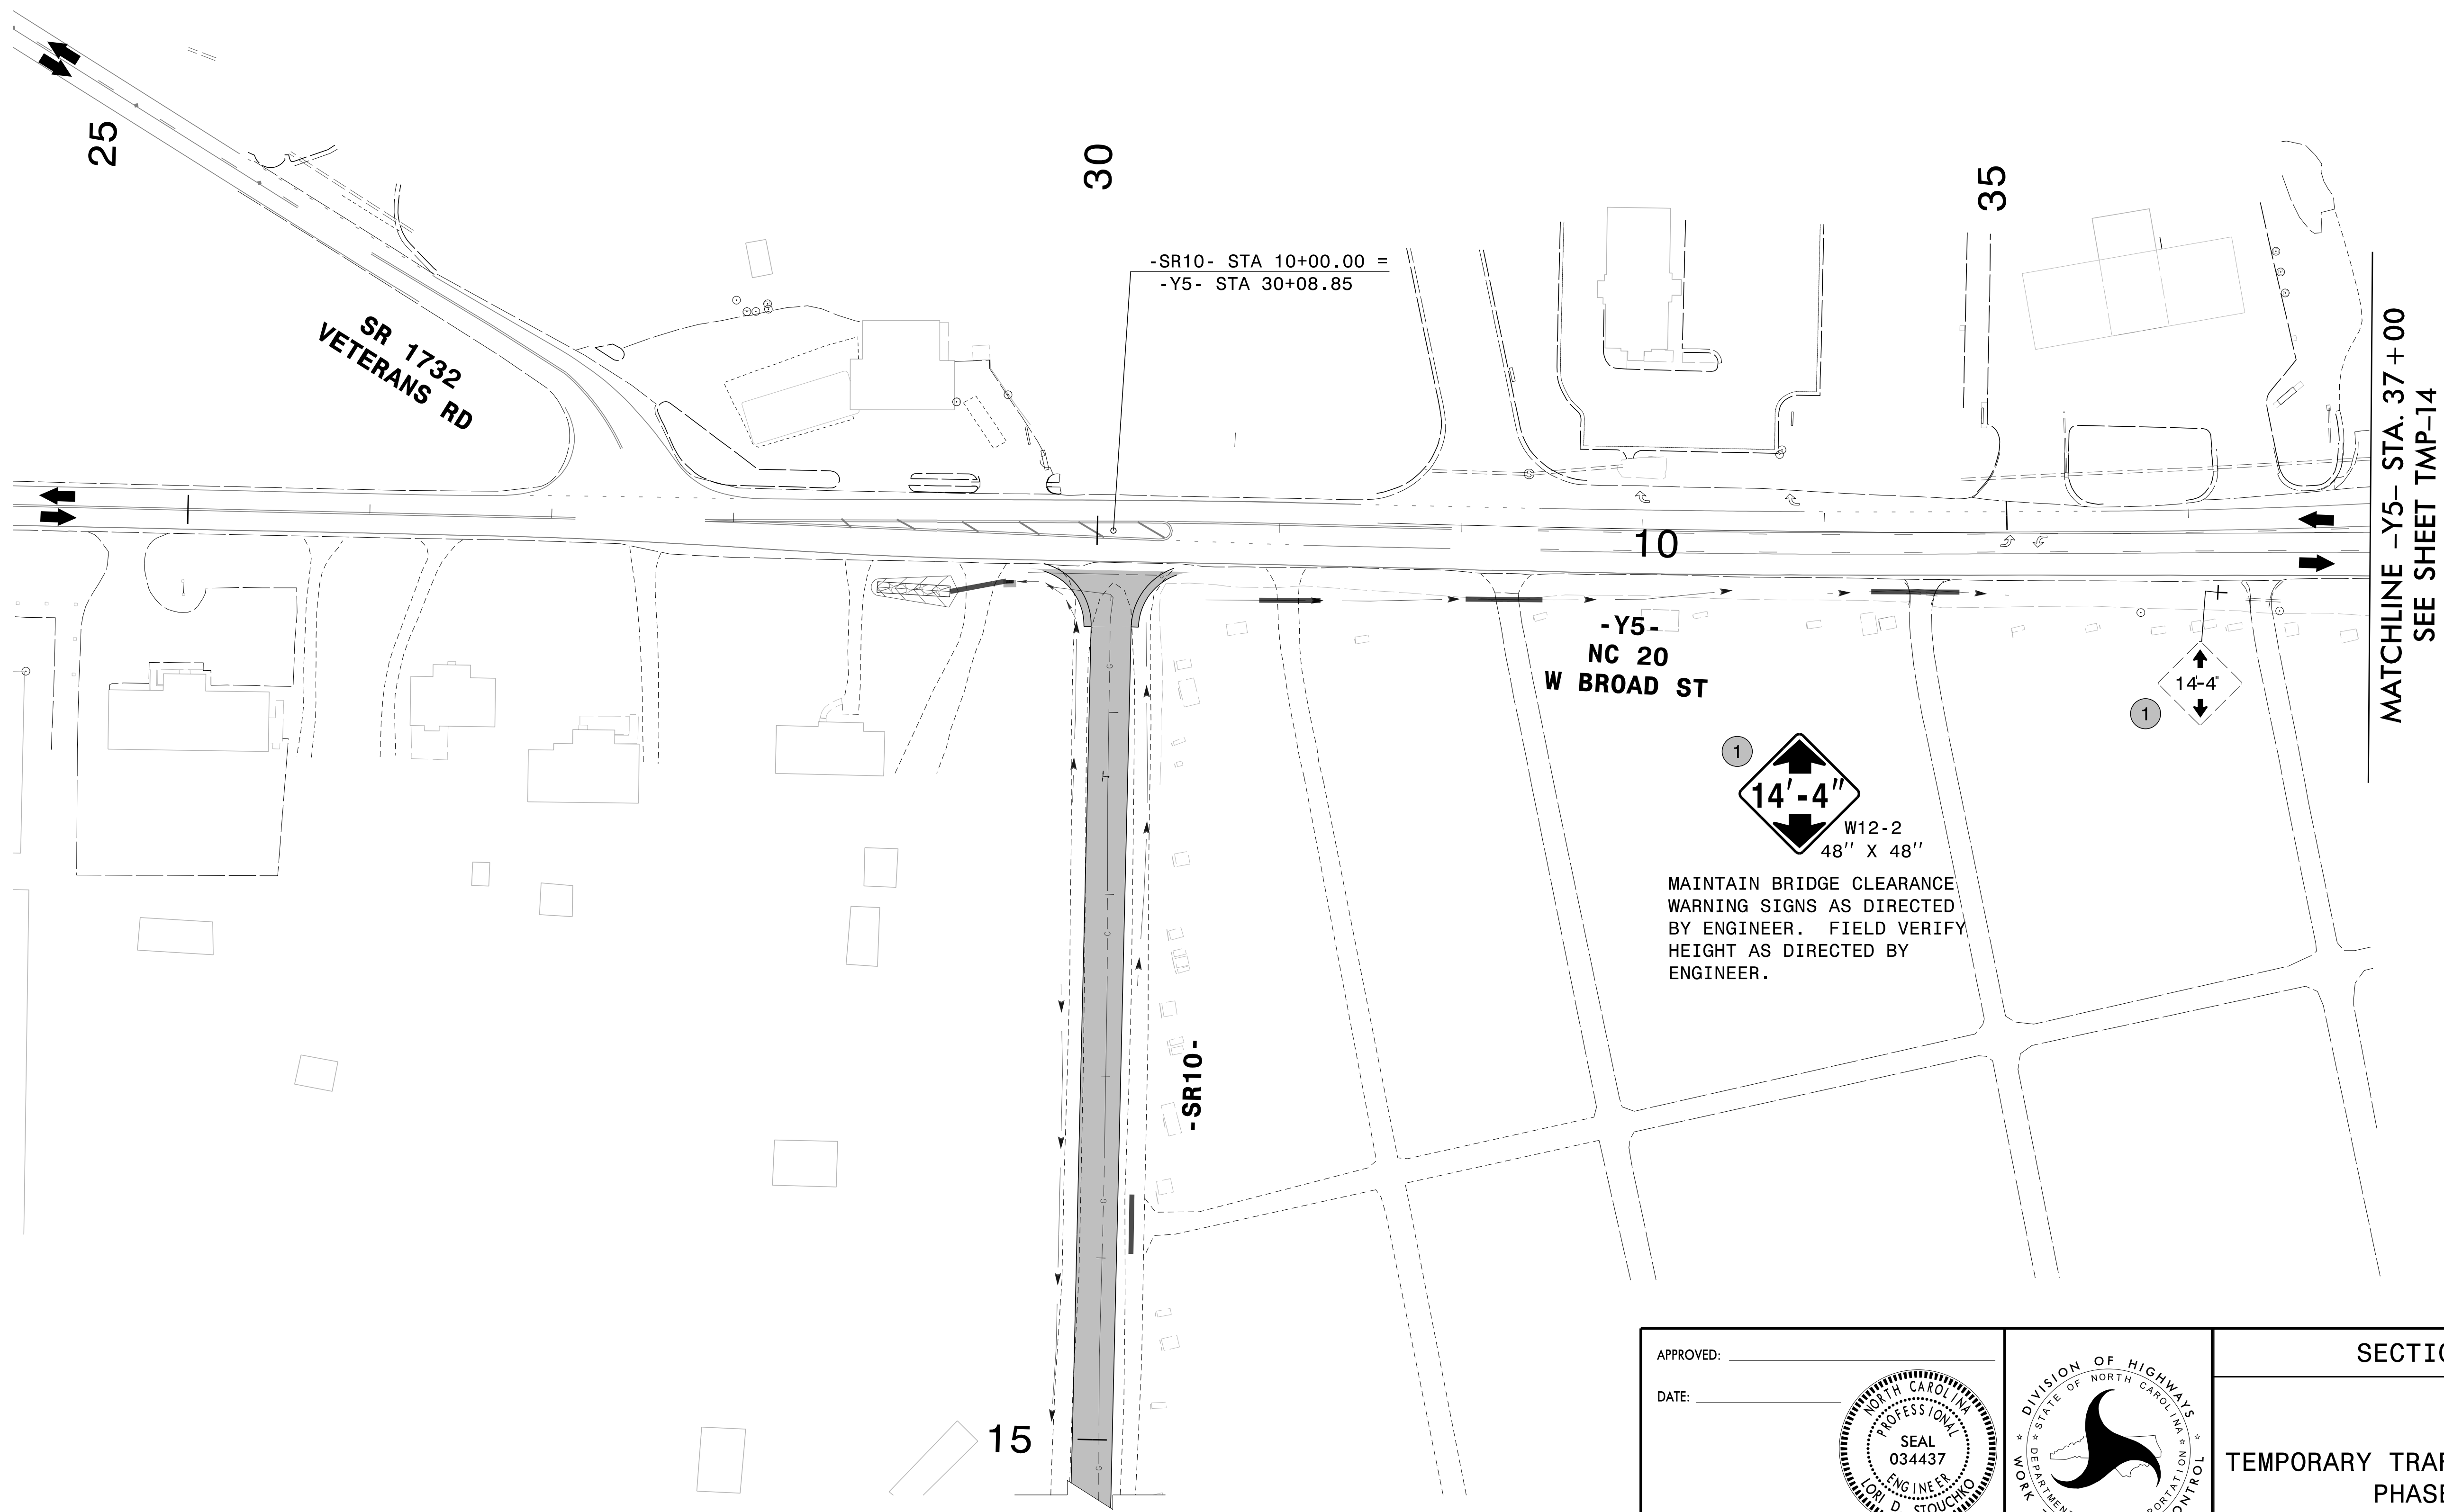 25
30
35
-SR10- STA 10+00.00 =
-Y5- STA 30+08.85
SR 1732
VETERANS RD
MATCHLINE -Y5- STA. 37+00
SEE SHEET TMP-14
10
-Y5-
NC 20
W BROAD ST
14'-4"
1
1
14'-4"
W12-2
48'' X 48''
MAINTAIN BRIDGE CLEARANCE
WARNING SIGNS AS DIRECTED
BY ENGINEER. FIELD VERIFY
HEIGHT AS DIRECTED BY
ENGINEER.
-SR10-
15
APPROVED:
DATE:
NORTH CAROLINA
PROFESSIONAL
SEAL
034437
ENGINEER
LORI D. STOUCHKO
DIVISION OF HIGHWAYS
STATE OF NORTH CAROLINA
WORK
TEMPORARY
PHASE